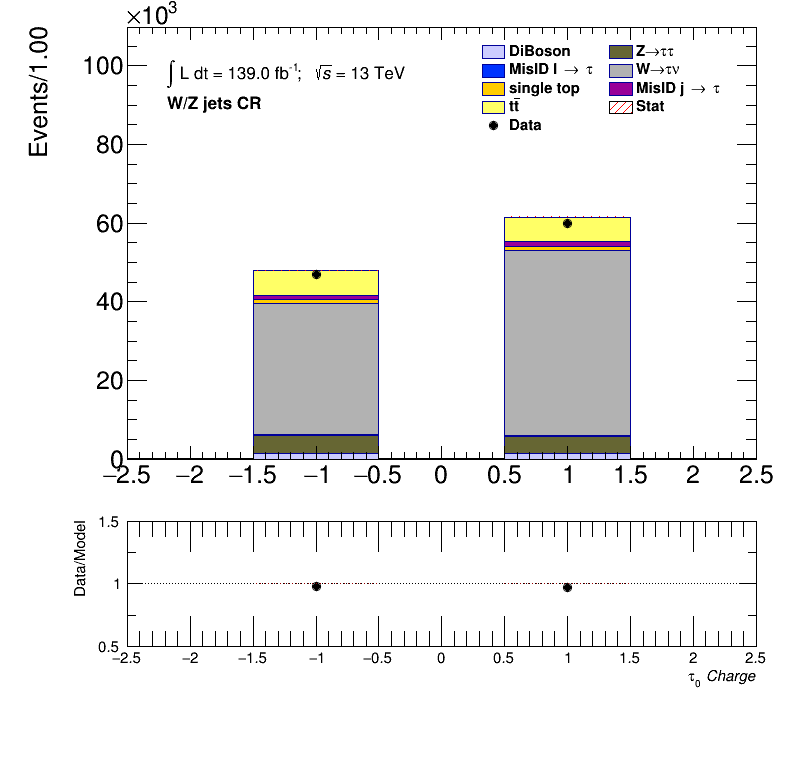 ×10³
Events/1.00
100
80
60
40
20
0
∫ L dt = 139.0 fb⁻¹; √s = 13 TeV
W/Z jets CR
DiBoson Z→ττ
MisID l → τ W→τν
single top MisID j → τ
tt̄ Stat
Data
−2.5 −2 −1.5 −1 −0.5 0 0.5 1 1.5 2 2.5
Data/Model
1.5
1
0.5
−2.5 −2 −1.5 −1 −0.5 0 0.5 1 1.5 2 2.5
τ₀ Charge